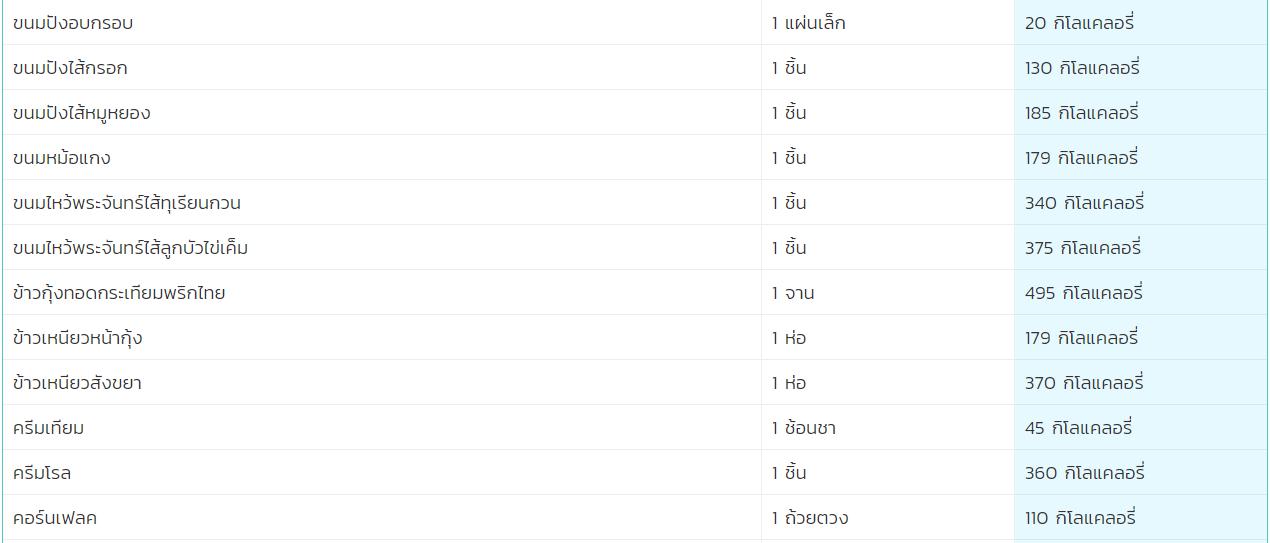 ขนมปังอบกรอบ 1 แผ่นเล็ก 20 กิโลแคลอรี่
ขนมปังไส้กรอก 1 ชิ้น 130 กิโลแคลอรี่
ขนมปังไส้หมูหยอง 1 ชิ้น 185 กิโลแคลอรี่
ขนมหม้อแกง 1 ชิ้น 179 กิโลแคลอรี่
ขนมไหว้พระจันทร์ไส้ทุเรียนกวน 1 ชิ้น 340 กิโลแคลอรี่
ขนมไหว้พระจันทร์ไส้ลูกบัวไข่เค็ม 1 ชิ้น 375 กิโลแคลอรี่
ข้าวกุ้งทอดกระเทียมพริกไทย 1 จาน 495 กิโลแคลอรี่
ข้าวเหนียวหน้ากุ้ง 1 ห่อ 179 กิโลแคลอรี่
ข้าวเหนียวสังขยา 1 ห่อ 370 กิโลแคลอรี่
ครีมเทียม 1 ช้อนชา 45 กิโลแคลอรี่
ครีมโรล 1 ชิ้น 360 กิโลแคลอรี่
คอร์นเฟลค 1 ถ้วยตวง 110 กิโลแคลอรี่